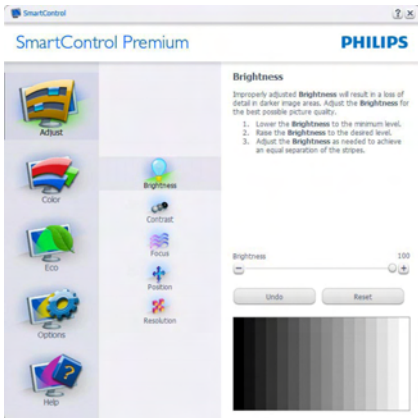 SmartControl
SmartControl Premium
PHILIPS
Adjust
Color
Eco
Options
Help
Brightness
Contrast
Focus
Position
Resolution
Brightness
Improperly adjusted Brightness will result in a loss of
detail in darker image areas. Adjust the Brightness for
the best possible picture quality.
1. Lower the Brightness to the minimum level.
2. Raise the Brightness to the desired level.
3. Adjust the Brightness as needed to achieve
an equal separation of the stripes.
Brightness 100
Undo Reset